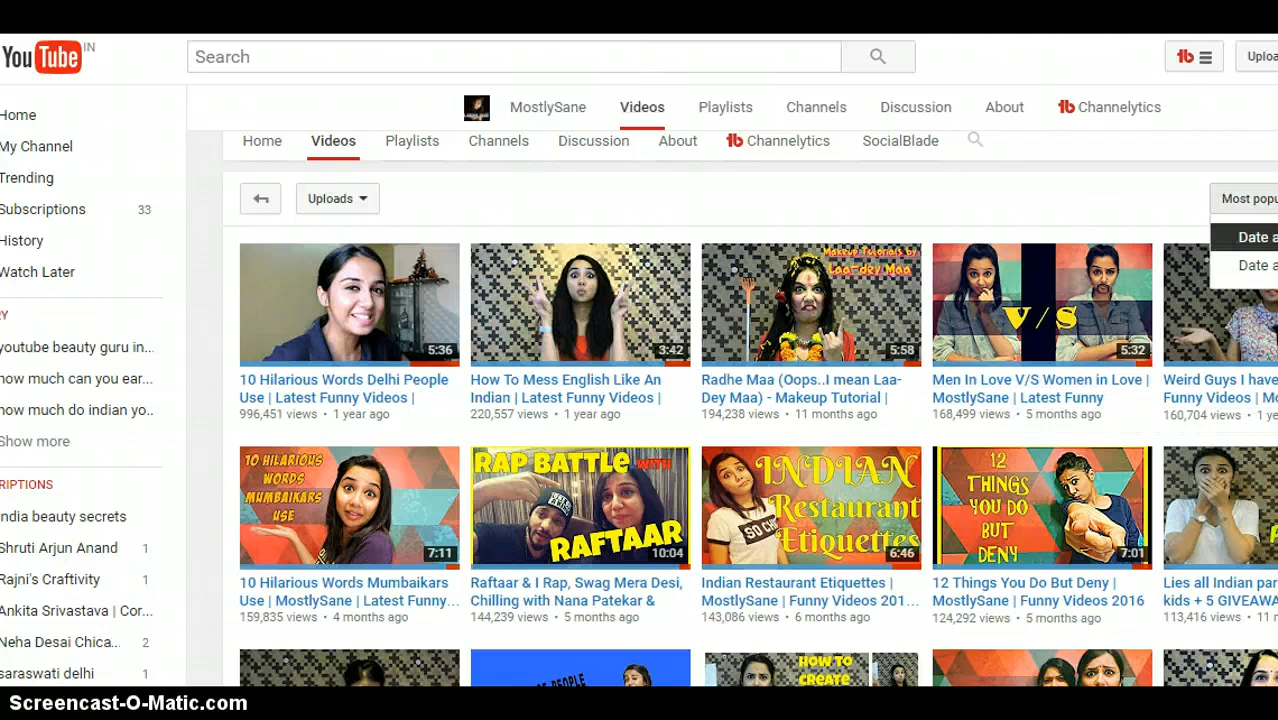 YouTube IN
Search
Uploa
MostlySane Videos Playlists Channels Discussion About Channelytics
Home Videos Playlists Channels Discussion About Channelytics SocialBlade
Home
My Channel
Trending
Subscriptions 33
History
Watch Later
RY
youtube beauty guru in...
how much can you ear...
how much do indian yo..
Show more
RIPTIONS
India beauty secrets
Shruti Arjun Anand 1
Rajni's Craftivity 1
Ankita Srivastava | Cor...
Neha Desai Chica... 2
saraswati delhi 1
Uploads
Most popu
Date a
Date a
5:36
10 Hilarious Words Delhi People
Use | Latest Funny Videos |
996,451 views • 1 year ago
3:42
How To Mess English Like An
Indian | Latest Funny Videos |
220,557 views • 1 year ago
Makeup Tutorials by
Laa-dey Maa
5:58
Radhe Maa (Oops..I mean Laa-
Dey Maa) - Makeup Tutorial |
194,238 views • 11 months ago
V/S
5:32
Men In Love V/S Women in Love |
MostlySane | Latest Funny
168,499 views • 5 months ago
Weird Guys I have
Funny Videos | Mo
160,704 views • 1 ye
10 HILARIOUS
WORDS
MUMBAIKARS
USE
7:11
10 Hilarious Words Mumbaikars
Use | MostlySane | Latest Funny...
159,835 views • 4 months ago
RAP BATTLE WITH
RAFTAAR
10:04
Raftaar & I Rap, Swag Mera Desi,
Chilling with Nana Patekar &
144,239 views • 5 months ago
INDIAN
Restaurant
Etiquettes
6:46
Indian Restaurant Etiquettes |
MostlySane | Funny Videos 201...
143,086 views • 6 months ago
12
THINGS
YOU DO
BUT
DENY
7:01
12 Things You Do But Deny |
MostlySane | Funny Videos 2016
124,292 views • 5 months ago
Lies all Indian par
kids + 5 GIVEAWA
113,416 views • 11 m
PEOPLE
HOW TO
CREATE
Screencast-O-Matic.com